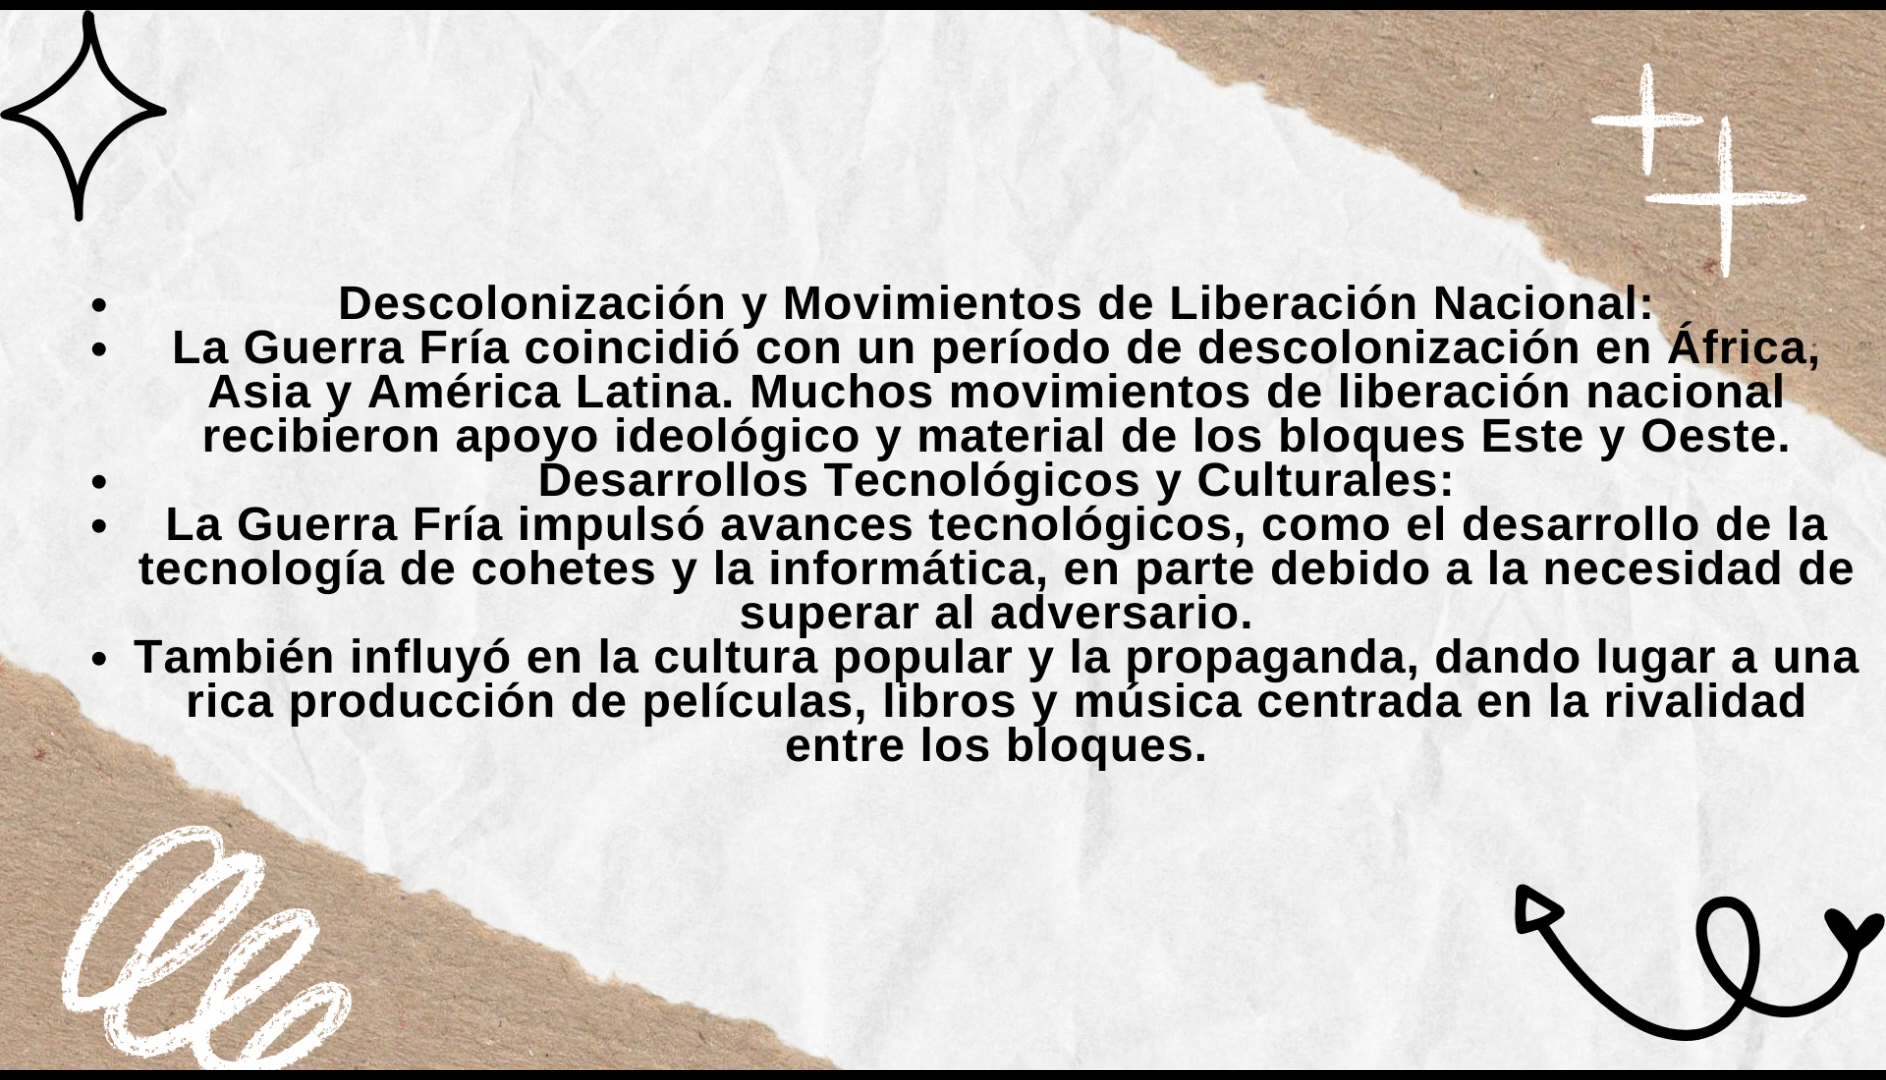 • Descolonización y Movimientos de Liberación Nacional:
• La Guerra Fría coincidió con un período de descolonización en África,
Asia y América Latina. Muchos movimientos de liberación nacional
recibieron apoyo ideológico y material de los bloques Este y Oeste.
• Desarrollos Tecnológicos y Culturales:
• La Guerra Fría impulsó avances tecnológicos, como el desarrollo de la
tecnología de cohetes y la informática, en parte debido a la necesidad de
superar al adversario.
• También influyó en la cultura popular y la propaganda, dando lugar a una
rica producción de películas, libros y música centrada en la rivalidad
entre los bloques.